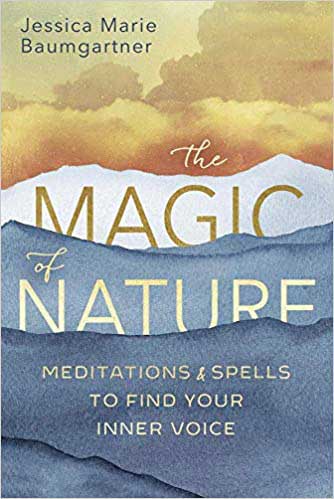 Jessica Marie
Baumgartner
the
MAGIC
of
NATURE
MEDITATIONS & SPELLS
TO FIND YOUR
INNER VOICE